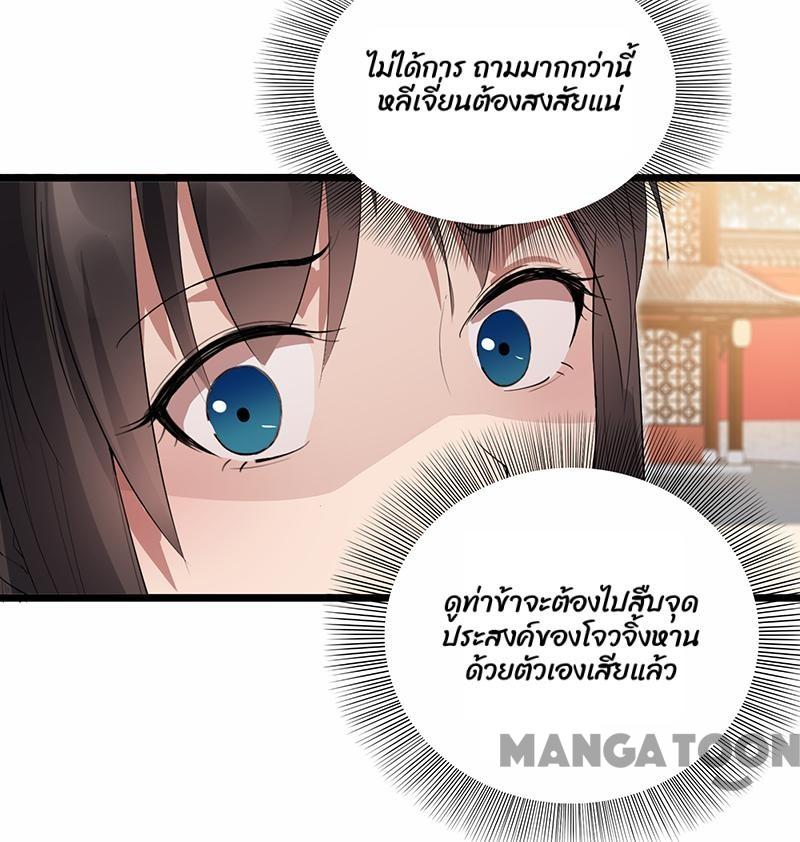 ไม่ได้การ ถามมากกว่านี้
หลีเจี่ยนต้องสงสัยแน่
ดูท่าข้าจะต้องไปสืบจุด
ประสงค์ของโจวจิ้งหาน
ด้วยตัวเองเสียแล้ว
MANGATOON